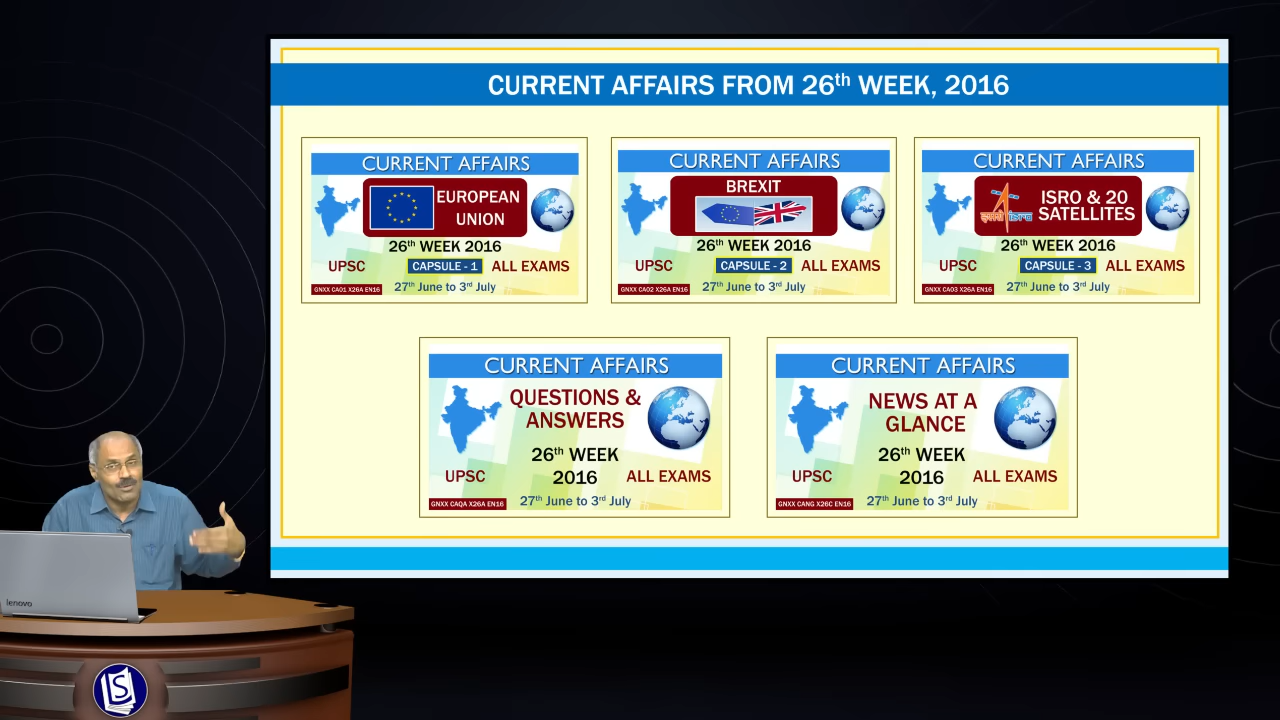 CURRENT AFFAIRS FROM 26th WEEK, 2016
CURRENT AFFAIRS
EUROPEAN
UNION
26th WEEK 2016
UPSC CAPSULE - 1 ALL EXAMS
GNXX CA01 X26A EN16 27th June to 3rd July
CURRENT AFFAIRS
BREXIT
26th WEEK 2016
UPSC CAPSULE - 2 ALL EXAMS
GNXX CA02 X26A EN16 27th June to 3rd July
CURRENT AFFAIRS
इसरो isro
ISRO & 20
SATELLITES
26th WEEK 2016
UPSC CAPSULE - 3 ALL EXAMS
GNXX CA03 X26A EN16 27th June to 3rd July
CURRENT AFFAIRS
QUESTIONS &
ANSWERS
26th WEEK
2016
UPSC ALL EXAMS
GNXX CAQA X26A EN16 27th June to 3rd July
CURRENT AFFAIRS
NEWS AT A
GLANCE
26th WEEK
2016
UPSC ALL EXAMS
GNXX CANG X26C EN16 27th June to 3rd July
lenovo
LS